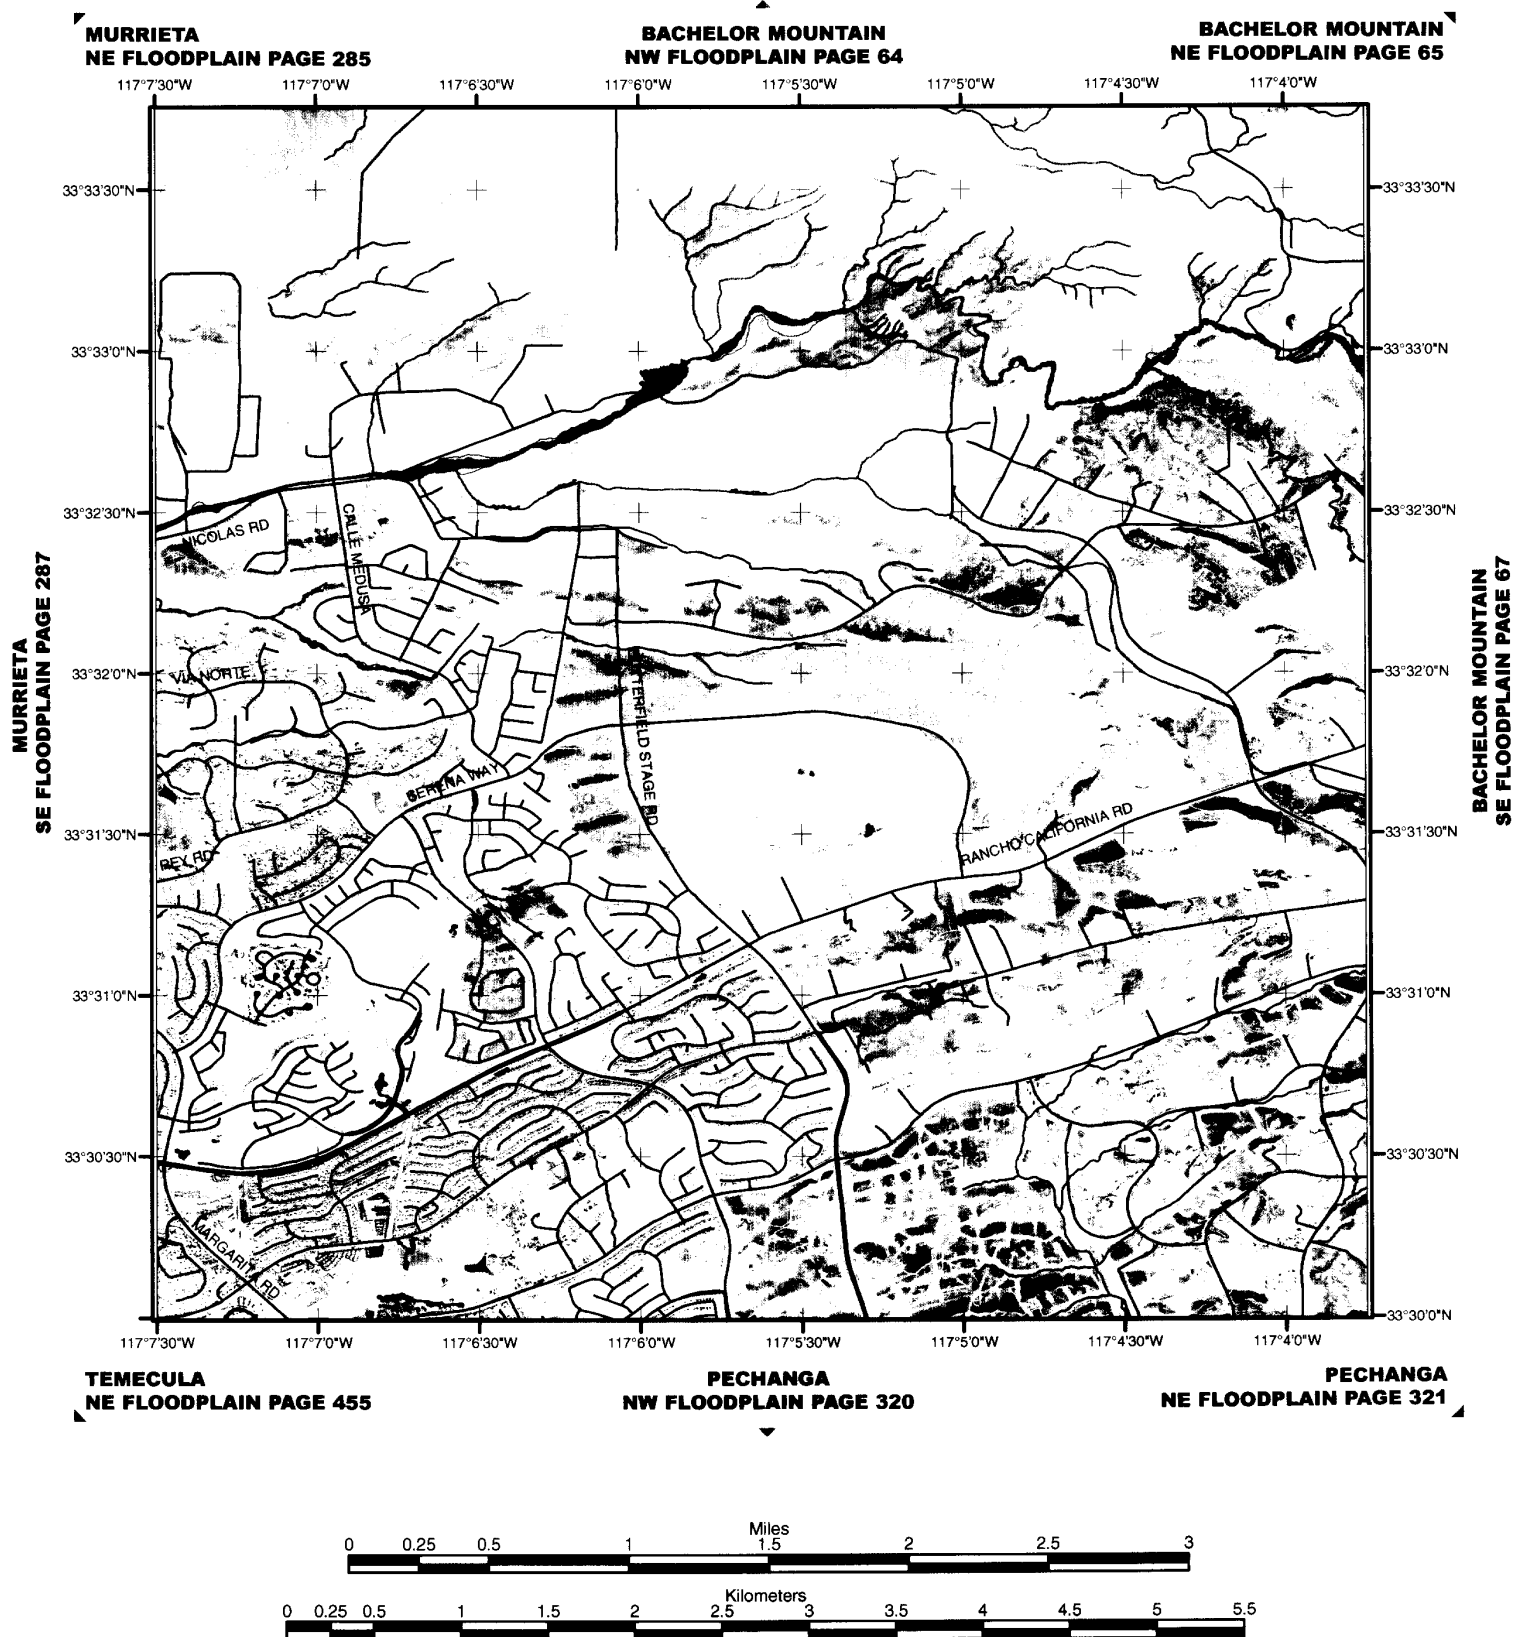 MURRIETA
NE FLOODPLAIN PAGE 285
BACHELOR MOUNTAIN
NW FLOODPLAIN PAGE 64
BACHELOR MOUNTAIN
NE FLOODPLAIN PAGE 65
117°7'30"W 117°7'0"W 117°6'30"W 117°6'0"W 117°5'30"W 117°5'0"W 117°4'30"W 117°4'0"W
33°33'30"N 33°33'30"N
33°33'0"N 33°33'0"N
33°32'30"N 33°32'30"N
NICOLAS RD
CALLE MEDUSA
MURRIETA
SE FLOODPLAIN PAGE 287
BACHELOR MOUNTAIN
SE FLOODPLAIN PAGE 67
33°32'0"N 33°32'0"N
VIA NORTE
STAGE RD
SERENA WAY
RANCHO CALIFORNIA RD
33°31'30"N 33°31'30"N
REY RD
33°31'0"N 33°31'0"N
33°30'30"N 33°30'30"N
MARGARITA RD
33°30'0"N
117°7'30"W 117°7'0"W 117°6'30"W 117°6'0"W 117°5'30"W 117°5'0"W 117°4'30"W 117°4'0"W
TEMECULA
NE FLOODPLAIN PAGE 455
PECHANGA
NW FLOODPLAIN PAGE 320
PECHANGA
NE FLOODPLAIN PAGE 321
Miles
0 0.25 0.5 1 1.5 2 2.5 3
Kilometers
0 0.25 0.5 1 1.5 2 2.5 3 3.5 4 4.5 5 5.5